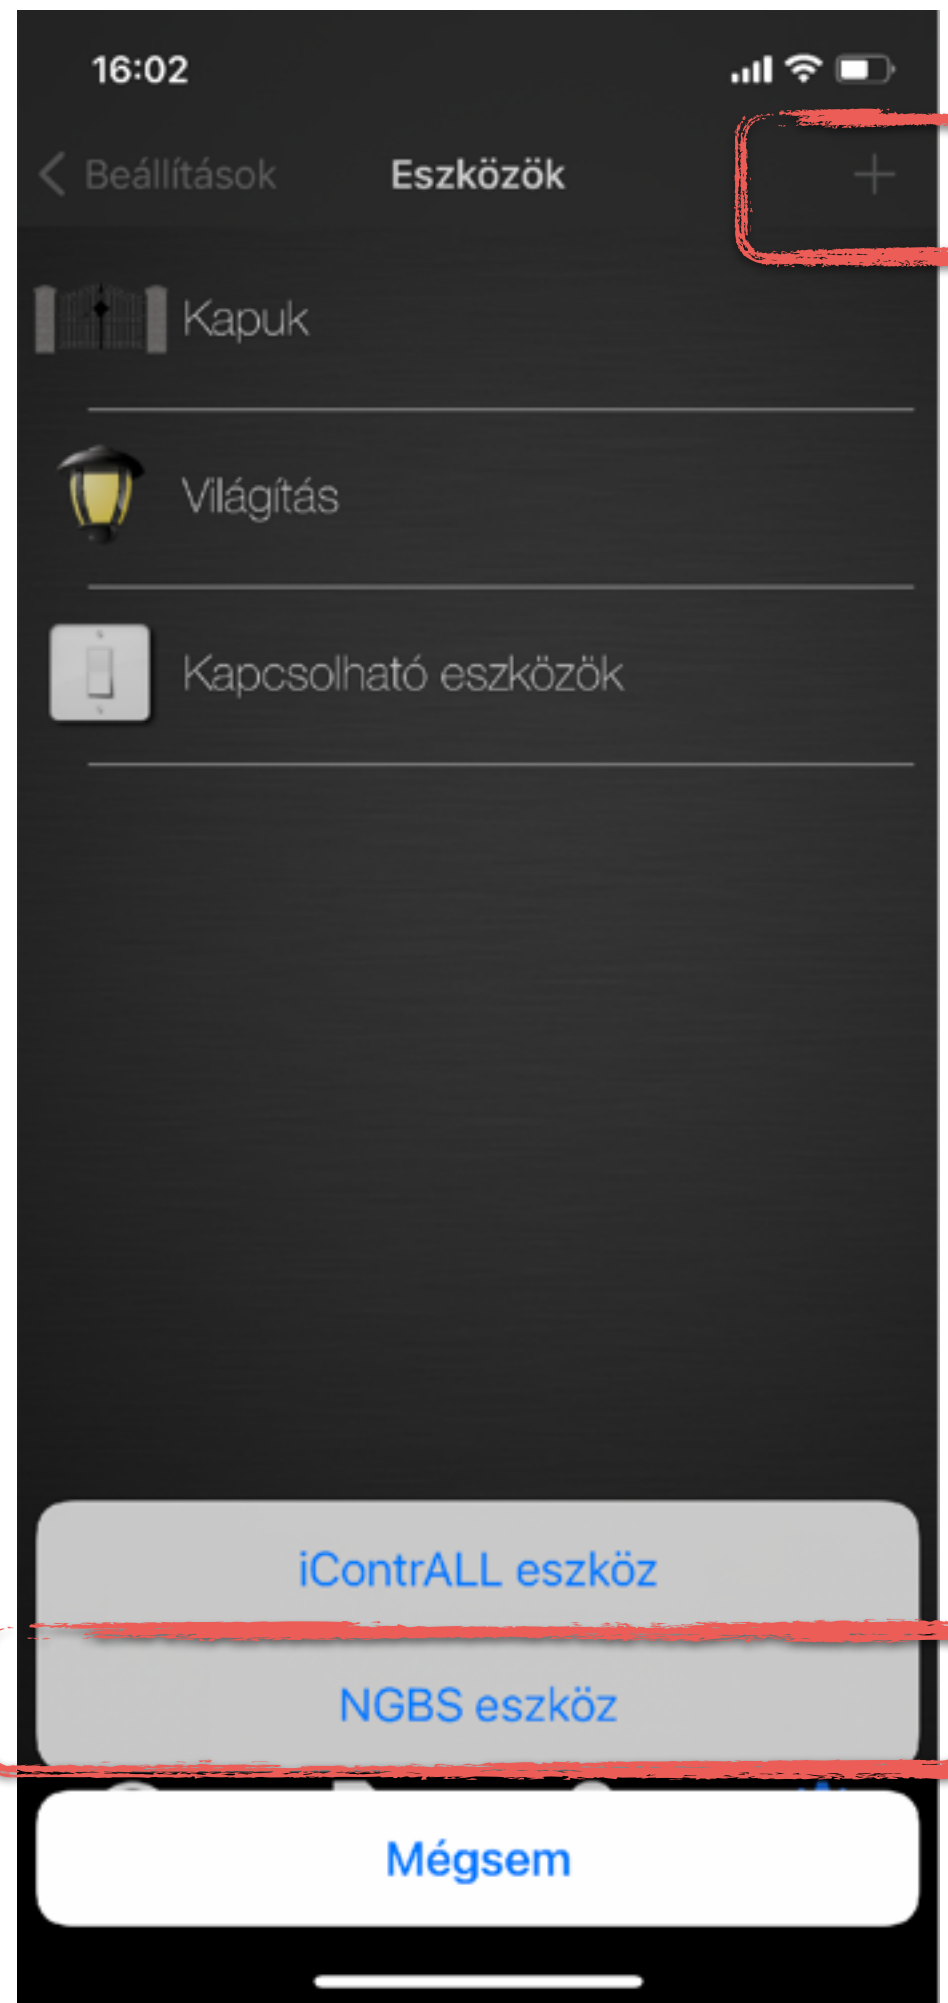 16:02
Beállítások
Eszközök
Kapuk
Világítás
Kapcsolható eszközök
iContrALL eszköz
NGBS eszköz
Mégsem